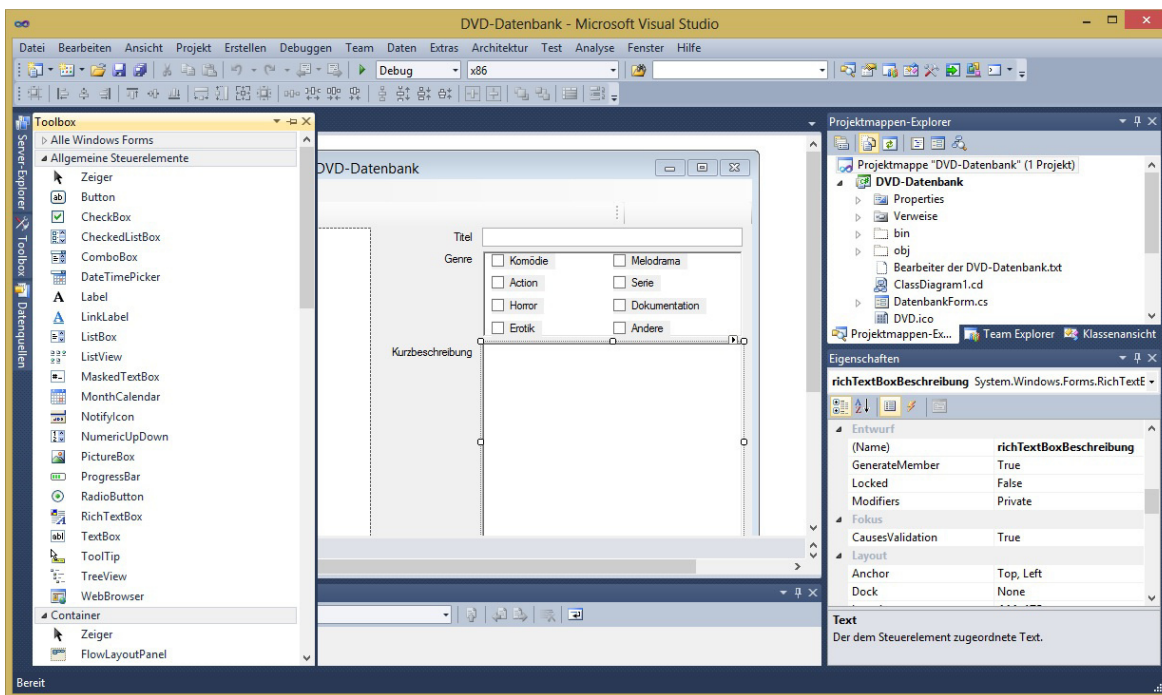 DVD-Datenbank - Microsoft Visual Studio
Datei Bearbeiten Ansicht Projekt Erstellen Debuggen Team Daten Extras Architektur Test Analyse Fenster Hilfe
Debug x86
Server-Explorer
Toolbox
Datenquellen
Toolbox
Alle Windows Forms
Allgemeine Steuerelemente
Zeiger
Button
CheckBox
CheckedListBox
ComboBox
DateTimePicker
Label
LinkLabel
ListBox
ListView
MaskedTextBox
MonthCalendar
NotifyIcon
NumericUpDown
PictureBox
ProgressBar
RadioButton
RichTextBox
TextBox
ToolTip
TreeView
WebBrowser
Container
Zeiger
FlowLayoutPanel
DVD-Datenbank
Titel
Genre
Komödie Melodrama
Action Serie
Horror Dokumentation
Erotik Andere
Kurzbeschreibung
Projektmappen-Explorer
Projektmappe "DVD-Datenbank" (1 Projekt)
DVD-Datenbank
Properties
Verweise
bin
obj
Bearbeiter der DVD-Datenbank.txt
ClassDiagram1.cd
DatenbankForm.cs
DVD.ico
Projektmappen-Ex... Team Explorer Klassenansicht
Eigenschaften
richTextBoxBeschreibung System.Windows.Forms.RichTextE
Entwurf
(Name) richTextBoxBeschreibung
GenerateMember True
Locked False
Modifiers Private
Fokus
CausesValidation True
Layout
Anchor Top, Left
Dock None
Text
Der dem Steuerelement zugeordnete Text.
Bereit